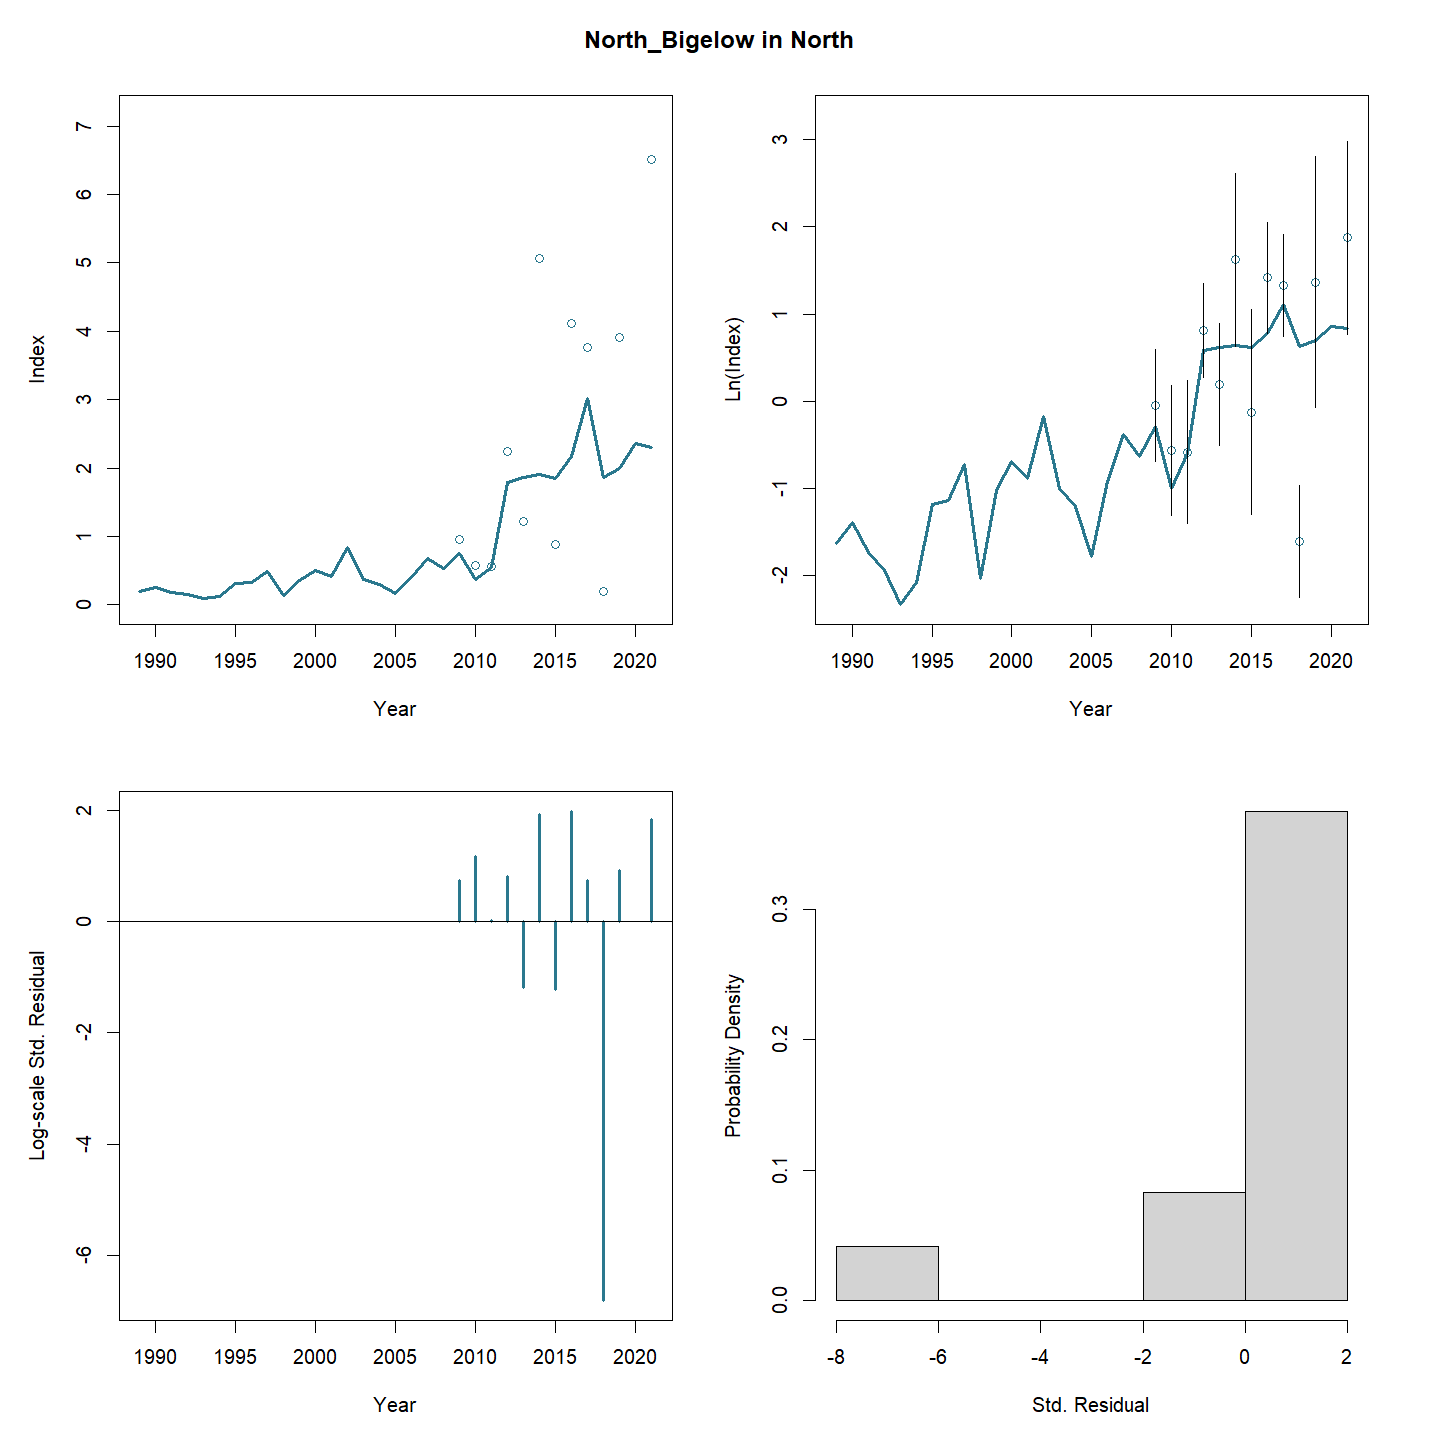 North_Bigelow in North
Index
7
6
5
4
3
2
1
0
1990 1995 2000 2005 2010 2015 2020
Year
Ln(Index)
3
2
1
0
-1
-2
1990 1995 2000 2005 2010 2015 2020
Year
Log-scale Std. Residual
2
0
-2
-4
-6
1990 1995 2000 2005 2010 2015 2020
Year
Probability Density
0.3
0.2
0.1
0.0
-8 -6 -4 -2 0 2
Std. Residual